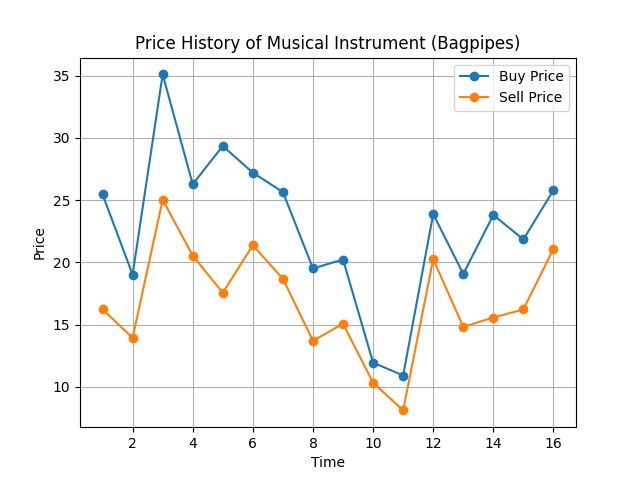 Price History of Musical Instrument (Bagpipes)
Buy Price
Sell Price
35
30
25
20
15
10
Price
2 4 6 8 10 12 14 16
Time